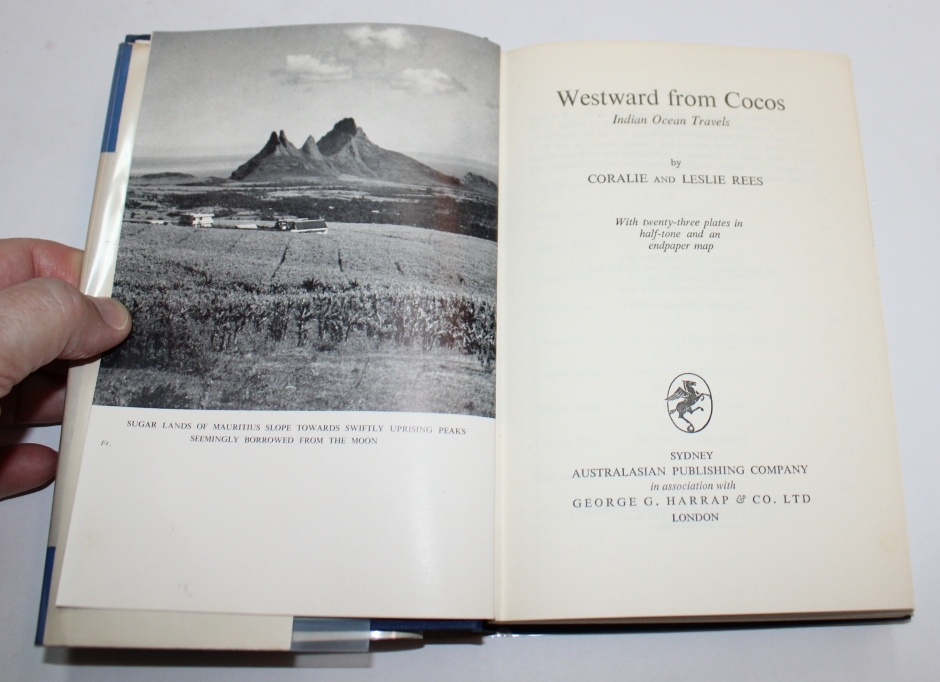 SUGAR LANDS OF MAURITIUS SLOPE TOWARDS SWIFTLY UPRISING PEAKS
SEEMINGLY BORROWED FROM THE MOON
Fr.
Westward from Cocos
Indian Ocean Travels
by
CORALIE AND LESLIE REES
With twenty-three plates in
half-tone and an
endpaper map
SYDNEY
AUSTRALASIAN PUBLISHING COMPANY
in association with
GEORGE G. HARRAP & CO. LTD
LONDON